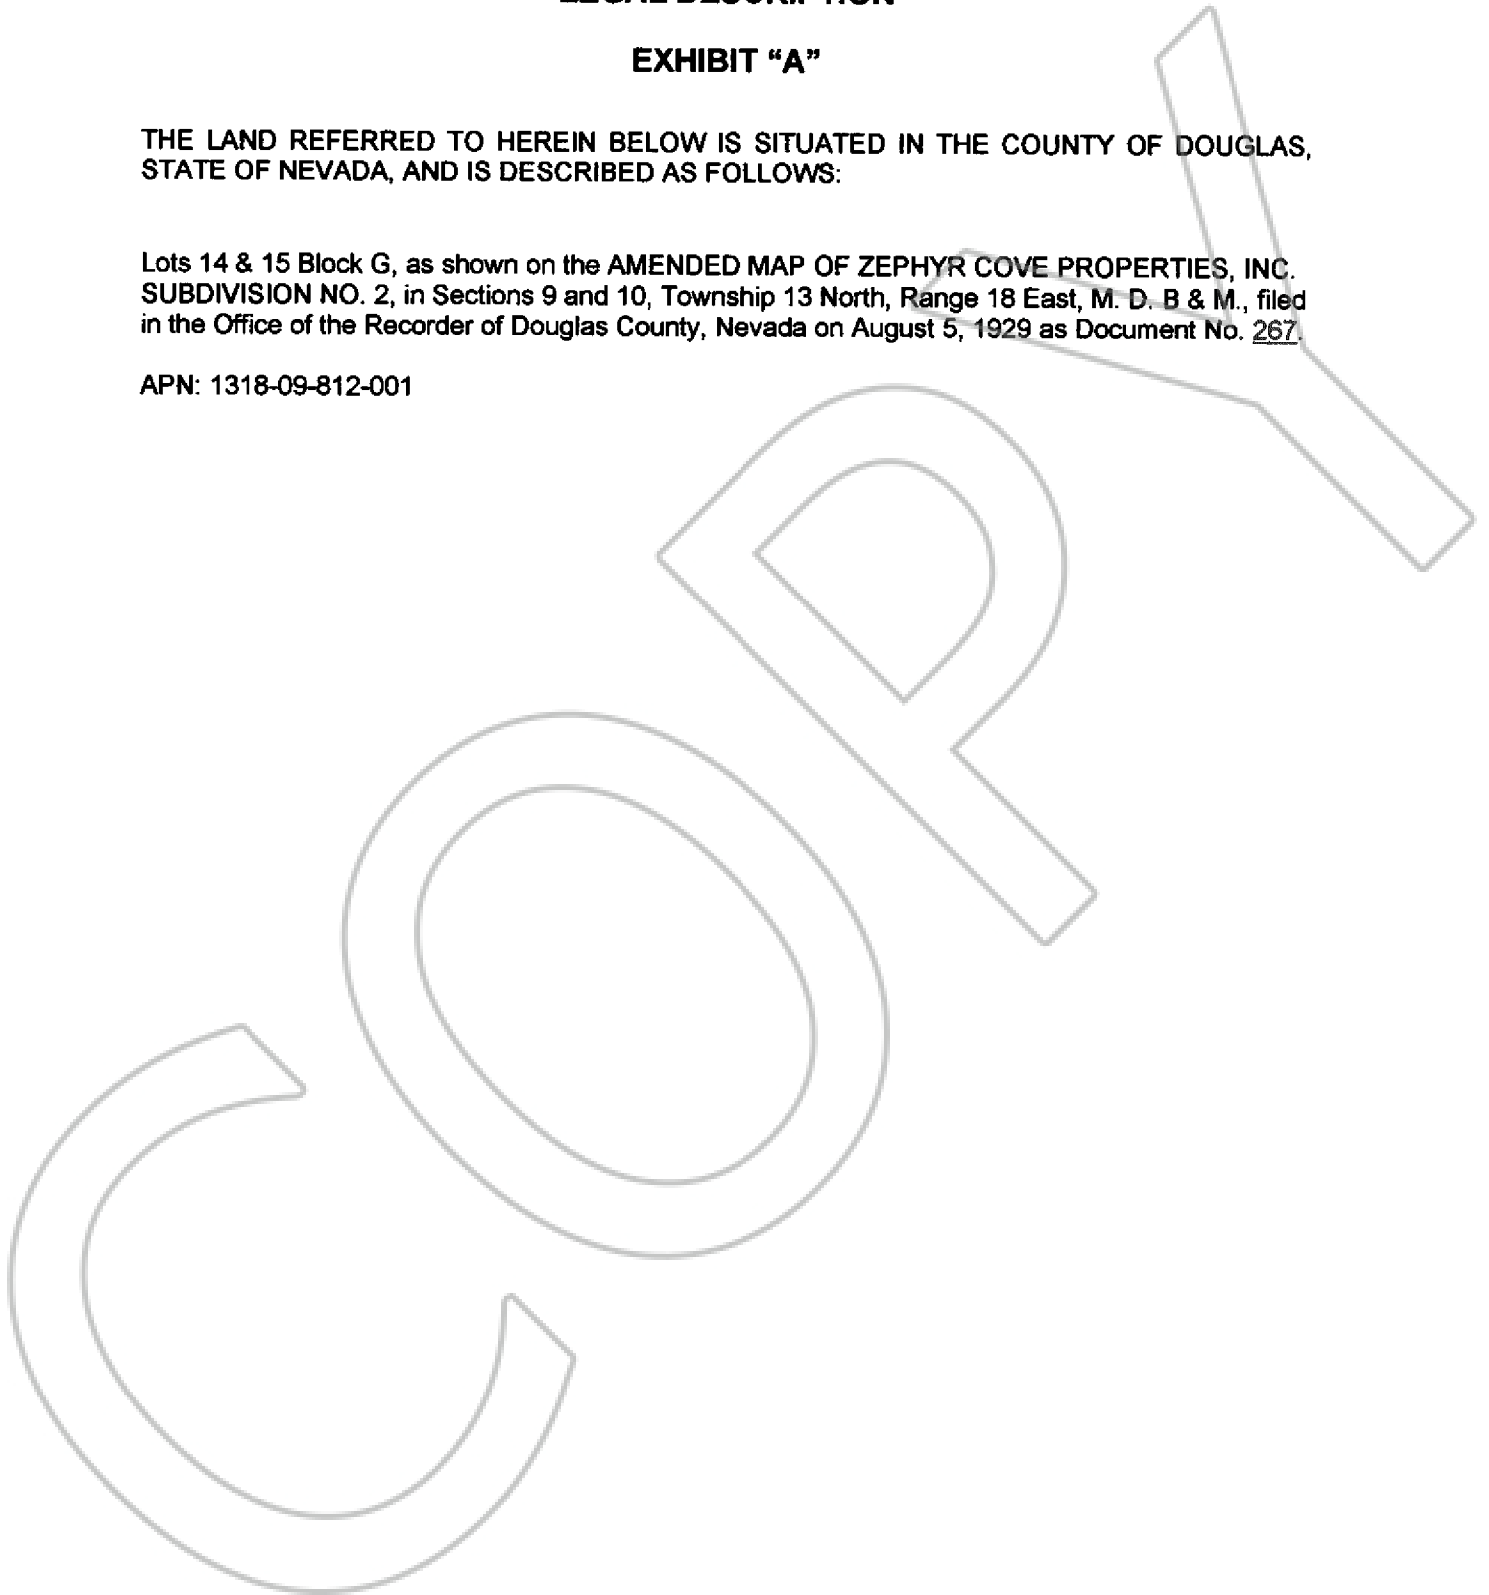 LEGAL DESCRIPTION
EXHIBIT “A”
THE LAND REFERRED TO HEREIN BELOW IS SITUATED IN THE COUNTY OF DOUGLAS,
STATE OF NEVADA, AND IS DESCRIBED AS FOLLOWS:
Lots 14 & 15 Block G, as shown on the AMENDED MAP OF ZEPHYR COVE PROPERTIES, INC.
SUBDIVISION NO. 2, in Sections 9 and 10, Township 13 North, Range 18 East, M. D. B & M., filed
in the Office of the Recorder of Douglas County, Nevada on August 5, 1929 as Document No. 267.
APN: 1318-09-812-001
COPY